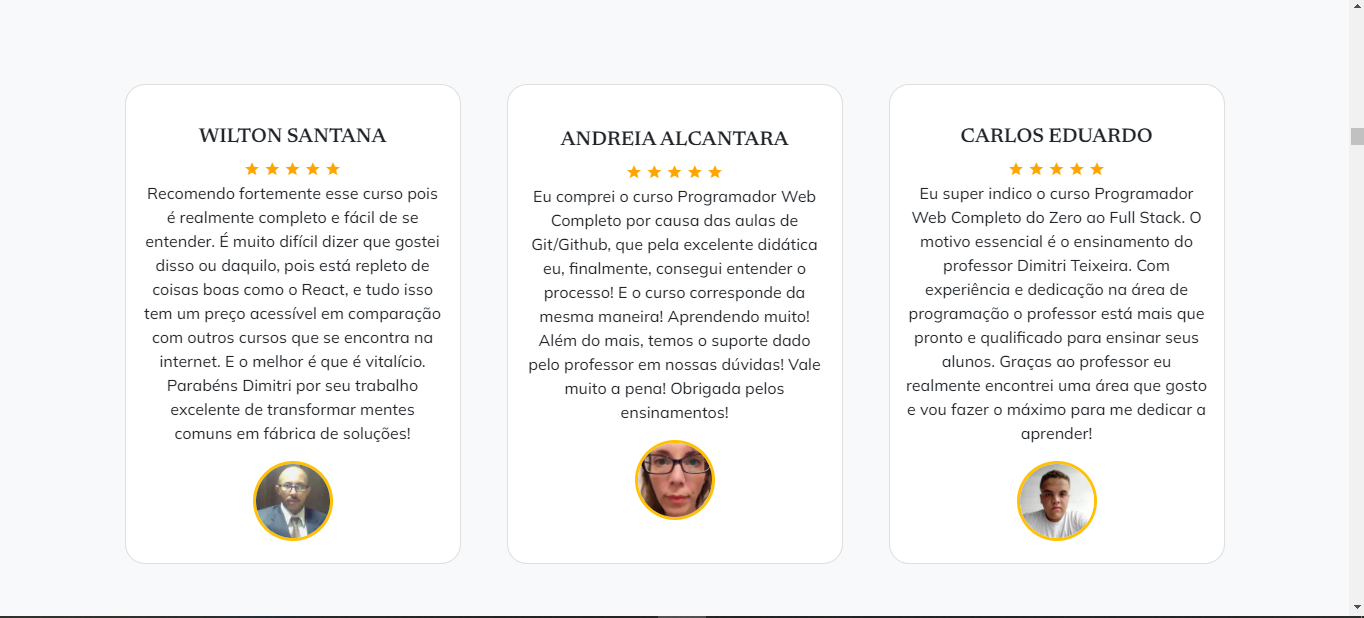 WILTON SANTANA
Recomendo fortemente esse curso pois
é realmente completo e fácil de se
entender. É muito difícil dizer que gostei
disso ou daquilo, pois está repleto de
coisas boas como o React, e tudo isso
tem um preço acessível em comparação
com outros cursos que se encontra na
internet. E o melhor é que é vitalício.
Parabéns Dimitri por seu trabalho
excelente de transformar mentes
comuns em fábrica de soluções!
ANDREIA ALCANTARA
Eu comprei o curso Programador Web
Completo por causa das aulas de
Git/Github, que pela excelente didática
eu, finalmente, consegui entender o
processo! E o curso corresponde da
mesma maneira! Aprendendo muito!
Além do mais, temos o suporte dado
pelo professor em nossas dúvidas! Vale
muito a pena! Obrigada pelos
ensinamentos!
CARLOS EDUARDO
Eu super indico o curso Programador
Web Completo do Zero ao Full Stack. O
motivo essencial é o ensinamento do
professor Dimitri Teixeira. Com
experiência e dedicação na área de
programação o professor está mais que
pronto e qualificado para ensinar seus
alunos. Graças ao professor eu
realmente encontrei uma área que gosto
e vou fazer o máximo para me dedicar a
aprender!